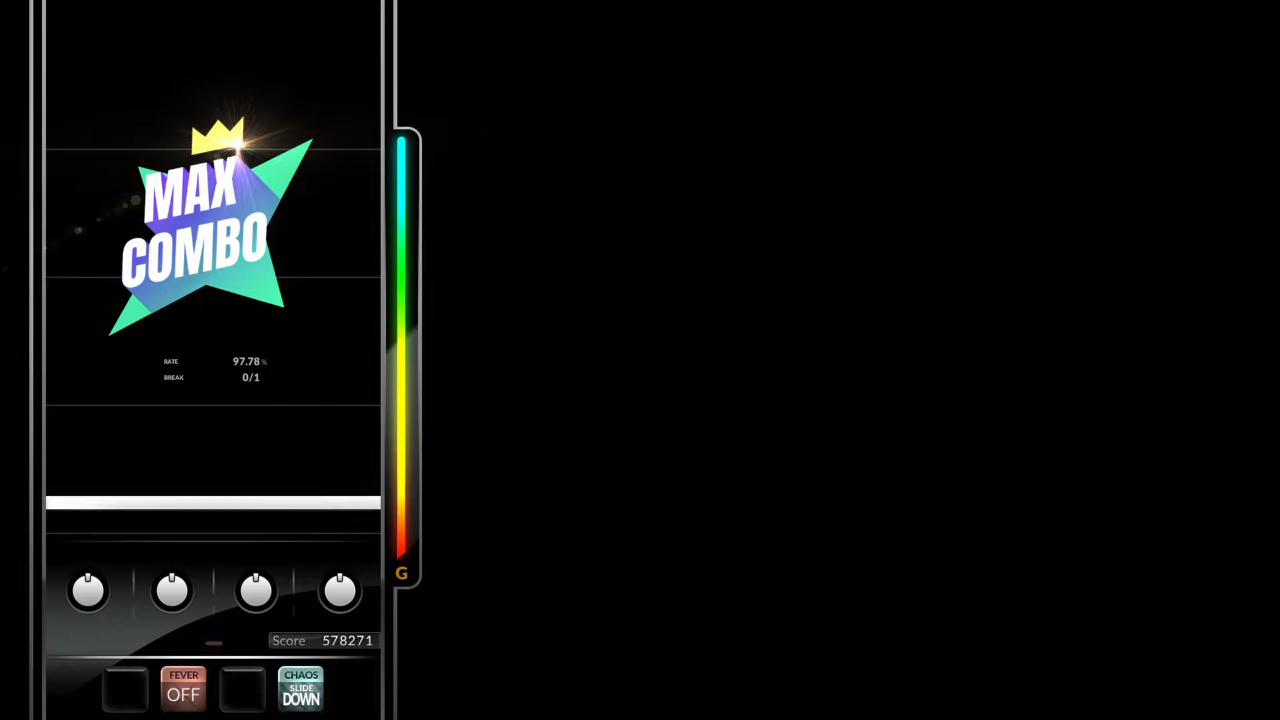 MAX
COMBO
RATE 97.78 %
BREAK 0/1
G
Score 578271
FEVER
OFF
CHAOS
SLIDE
DOWN